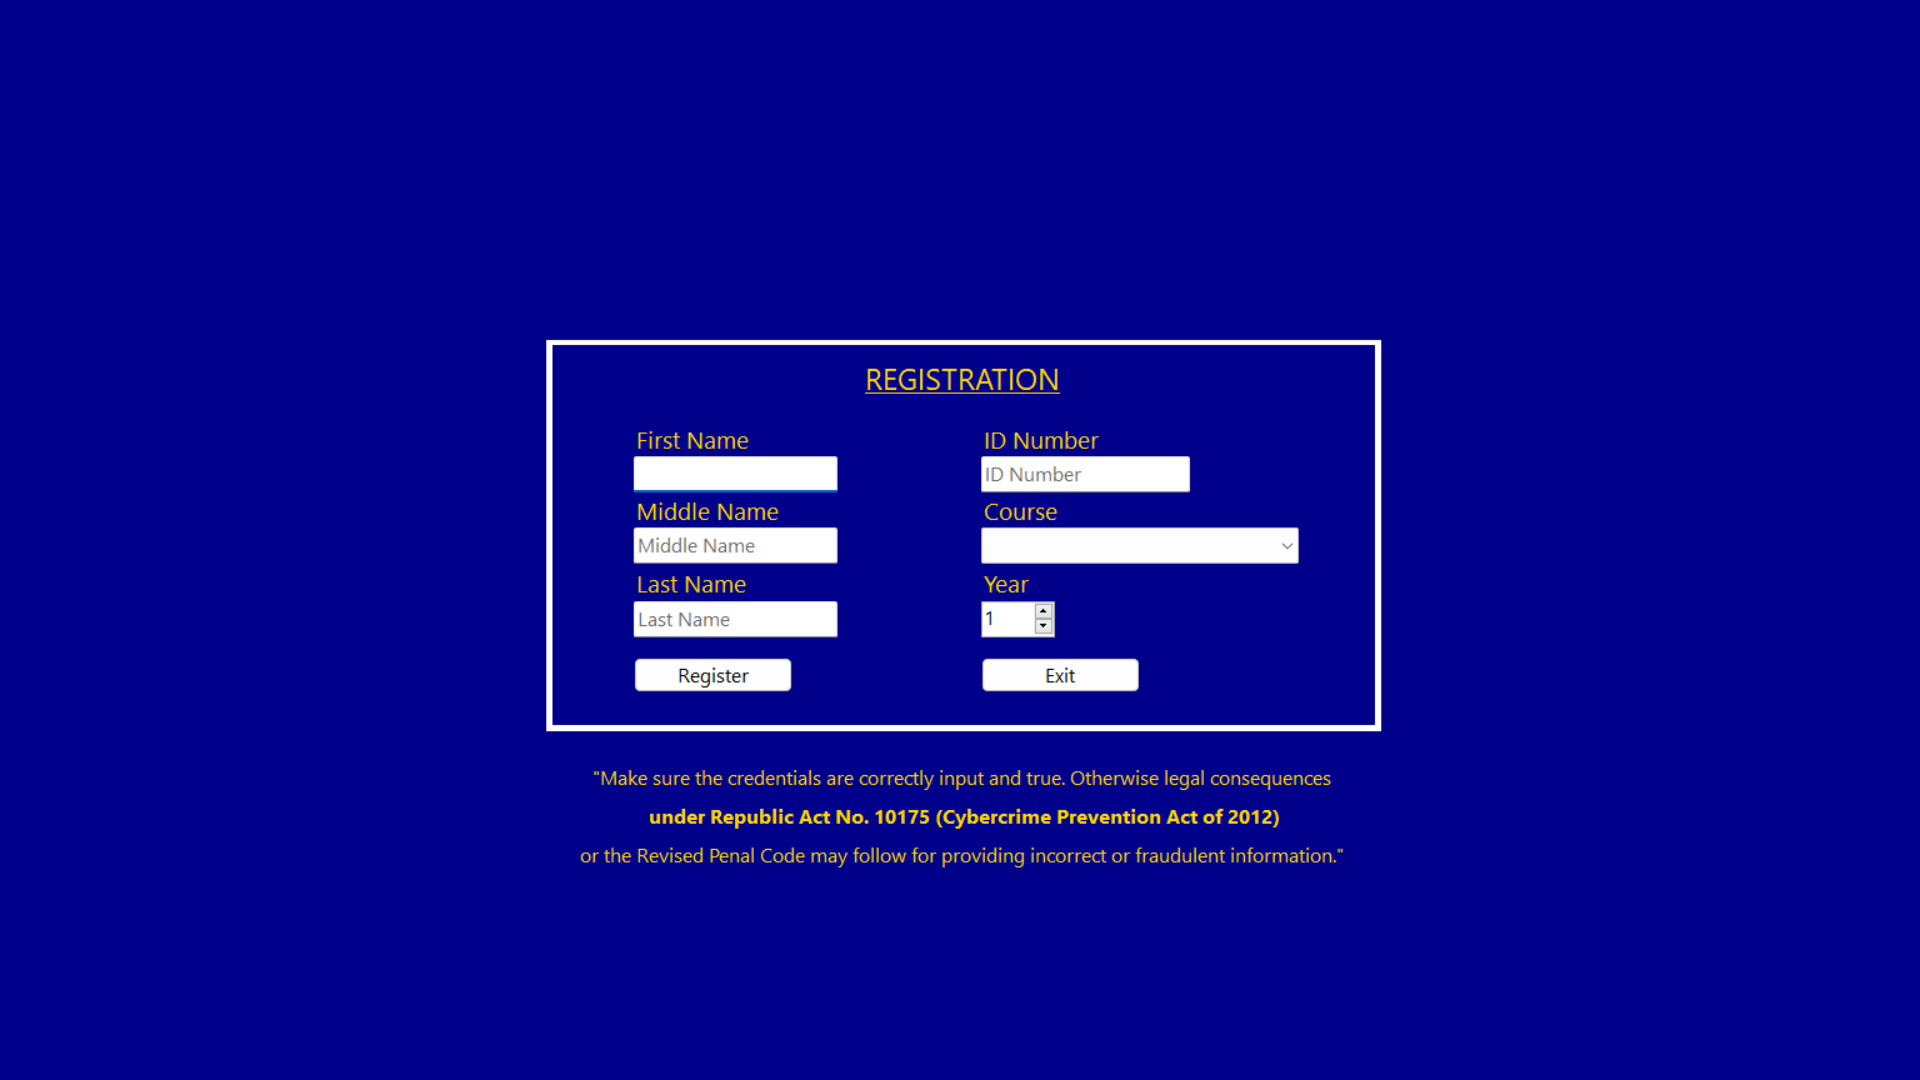 REGISTRATION
First Name
ID Number
ID Number
Middle Name
Course
Middle Name
Last Name
Year
Last Name
1
Register
Exit
"Make sure the credentials are correctly input and true. Otherwise legal consequences
under Republic Act No. 10175 (Cybercrime Prevention Act of 2012)
or the Revised Penal Code may follow for providing incorrect or fraudulent information."